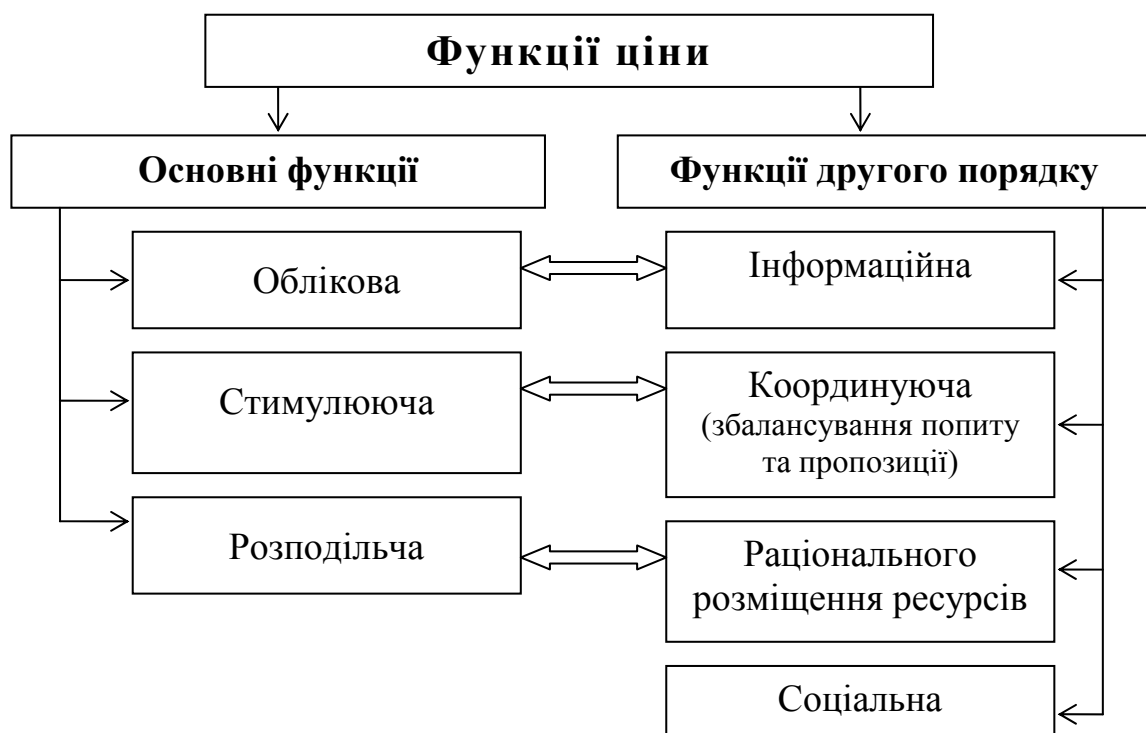 Функції ціни
Основні функції
Функції другого порядку
Облікова
Інформаційна
Стимулююча
Координуюча
(збалансування попиту
та пропозиції)
Розподільча
Раціонального
розміщення ресурсів
Соціальна